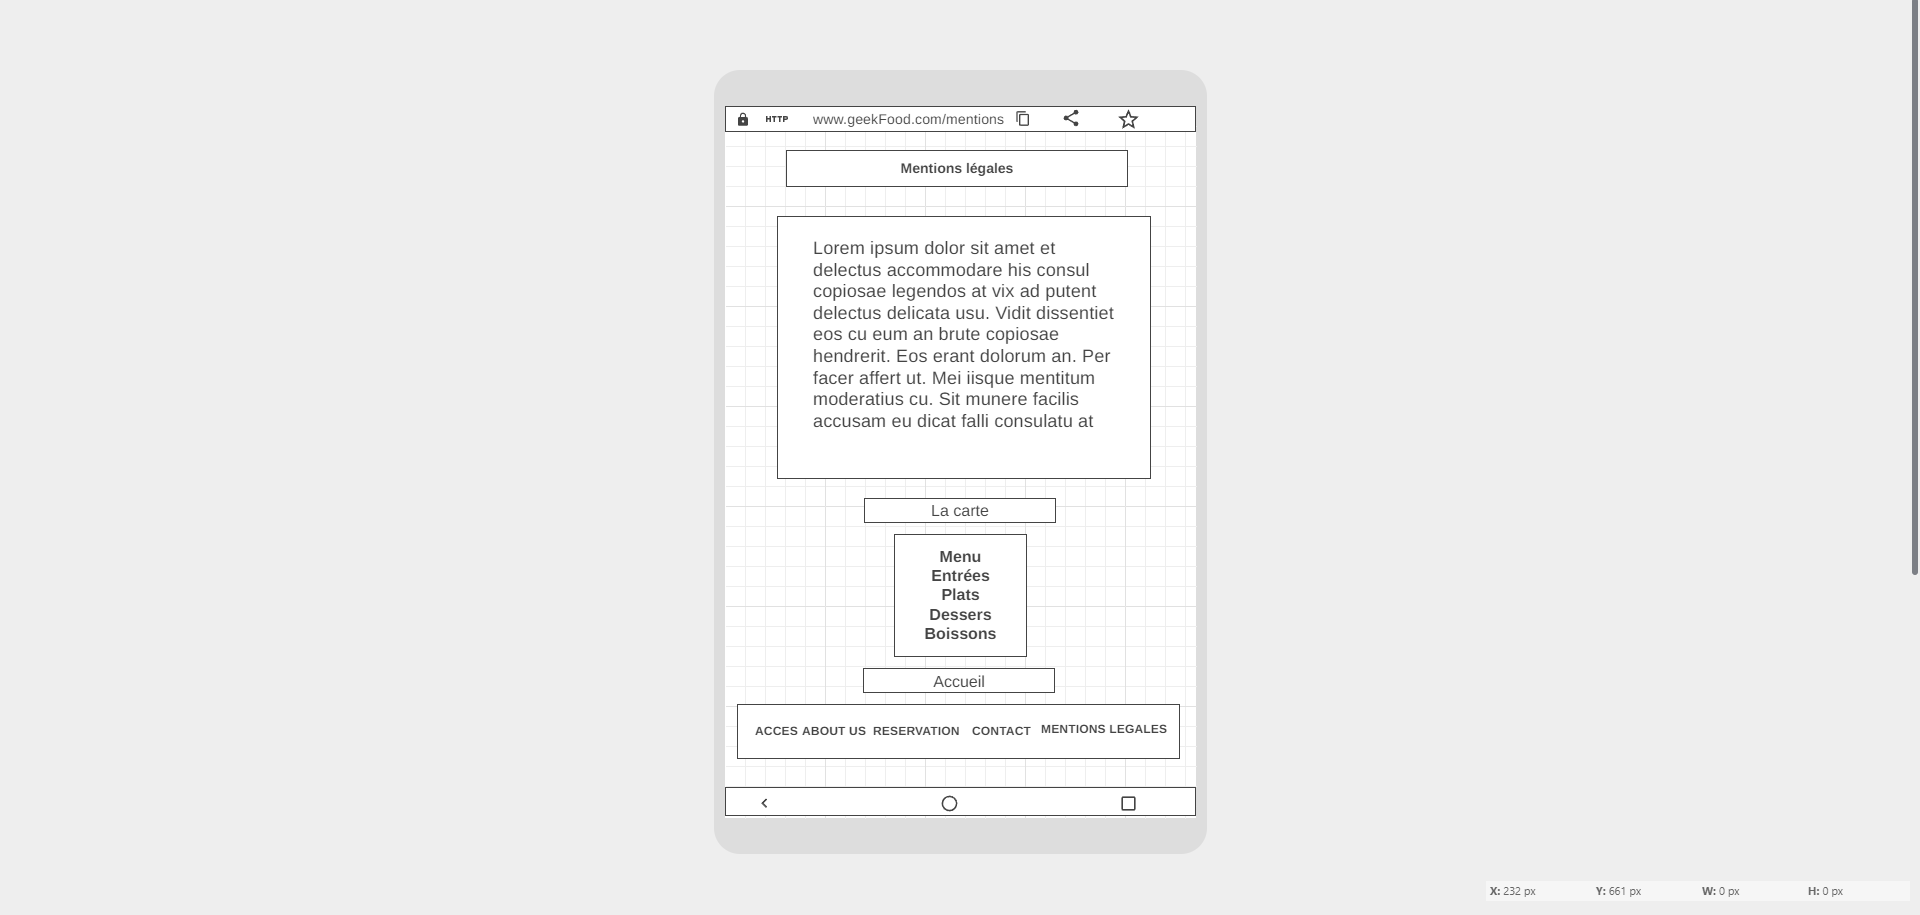 HTTP www.geekFood.com/mentions
Mentions légales
Lorem ipsum dolor sit amet et
delectus accommodare his consul
copiosae legendos at vix ad putent
delectus delicata usu. Vidit dissentiet
eos cu eum an brute copiosae
hendrerit. Eos erant dolorum an. Per
facer affert ut. Mei iisque mentitum
moderatius cu. Sit munere facilis
accusam eu dicat falli consulatu at
La carte
Menu
Entrées
Plats
Dessers
Boissons
Accueil
ACCES ABOUT US RESERVATION CONTACT MENTIONS LEGALES
X: 232 px Y: 661 px W: 0 px H: 0 px